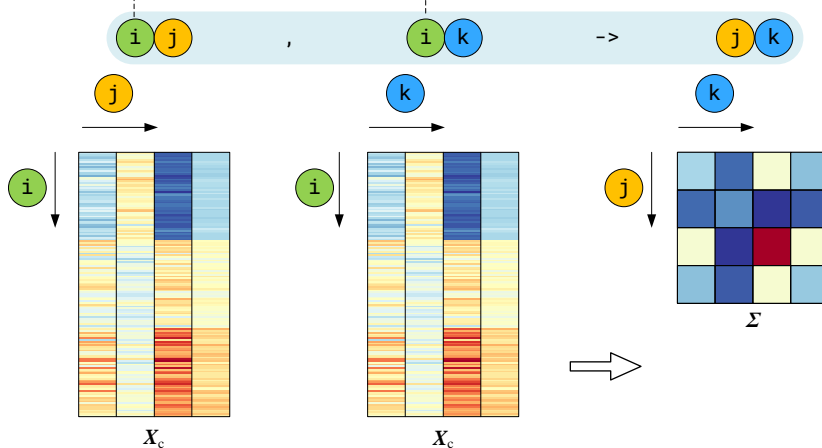 i j , i k -> j k
j k k
i i j
Σ
X_c X_c